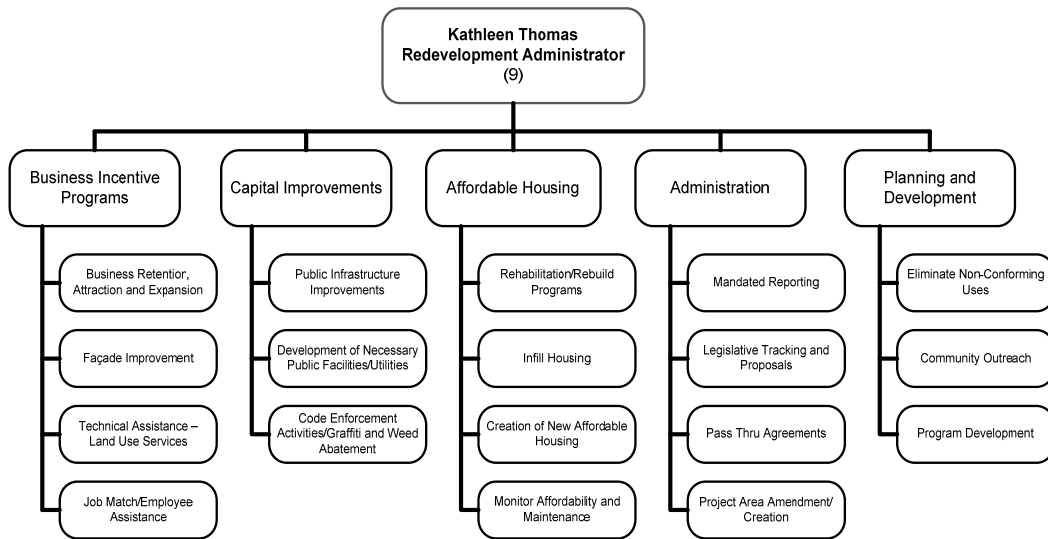 Kathleen Thomas
Redevelopment Administrator
(9)
Business Incentive
Programs
Business Retention,
Attraction and Expansion
Façade Improvement
Technical Assistance –
Land Use Services
Job Match/Employee
Assistance
Capital Improvements
Public Infrastructure
Improvements
Development of Necessary
Public Facilities/Utilities
Code Enforcement
Activities/Graffiti and Weed
Abatement
Affordable Housing
Rehabilitation/Rebuild
Programs
Infill Housing
Creation of New Affordable
Housing
Monitor Affordability and
Maintenance
Administration
Mandated Reporting
Legislative Tracking and
Proposals
Pass Thru Agreements
Project Area Amendment/
Creation
Planning and
Development
Eliminate Non-Conforming
Uses
Community Outreach
Program Development